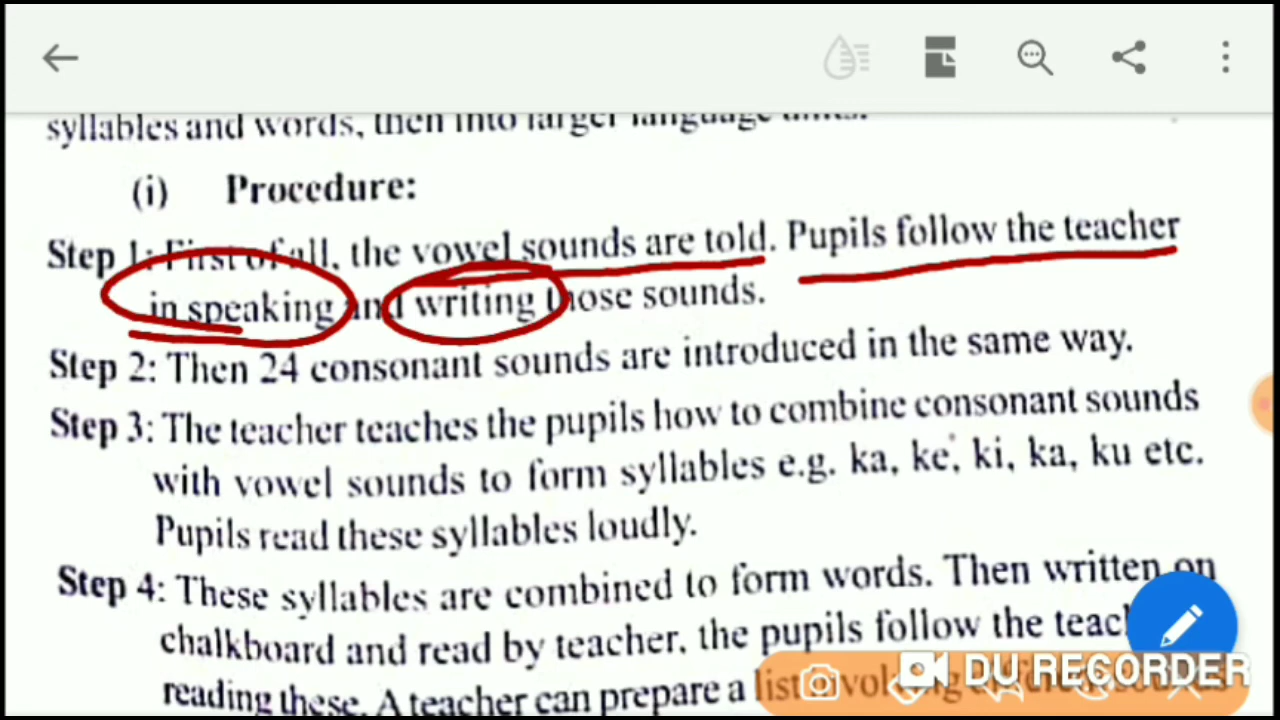 syllables and words, then into larger language units.
(i) Procedure:
Step 1: First of all, the vowel sounds are told. Pupils follow the teacher
in speaking and writing those sounds.
Step 2: Then 24 consonant sounds are introduced in the same way.
Step 3: The teacher teaches the pupils how to combine consonant sounds
with vowel sounds to form syllables e.g. ka, ke, ki, ka, ku etc.
Pupils read these syllables loudly.
Step 4: These syllables are combined to form words. Then written on
chalkboard and read by teacher, the pupils follow the
reading these. A teacher can prepare a list involving different sounds
DU RECORDER